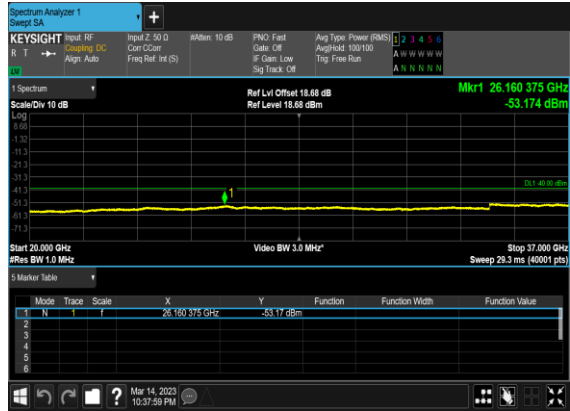 Spectrum Analyzer 1
Swept SA
KEYSIGHT Input: RF Input Z: 50 Ω #Atten: 10 dB PNO: Fast Avg Type: Power (RMS) 1 2 3 4 5 6
R T Coupling: DC Corr CCorr Gate: Off Avg|Hold: 100/100 A W W W W W
Align: Auto Freq Ref: Int (S) IF Gain: Low Trig: Free Run
Sig Track: Off A N N N N N
1 Spectrum Ref Lvl Offset 18.68 dB Mkr1 26.160 375 GHz
Scale/Div 10 dB Ref Level 18.68 dBm -53.174 dBm
Log
8.68
-1.32
-11.3
-21.3
-31.3
DL1 -40.00 dBm
-41.3
1
-51.3
-61.3
-71.3
Start 20.000 GHz Video BW 3.0 MHz* Stop 37.000 GHz
#Res BW 1.0 MHz Sweep 29.3 ms (40001 pts)
5 Marker Table
Mode Trace Scale X Y Function Function Width Function Value
1 N 1 f 26.160 375 GHz -53.17 dBm
2
3
4
5
6
? Mar 14, 2023
10:37:59 PM